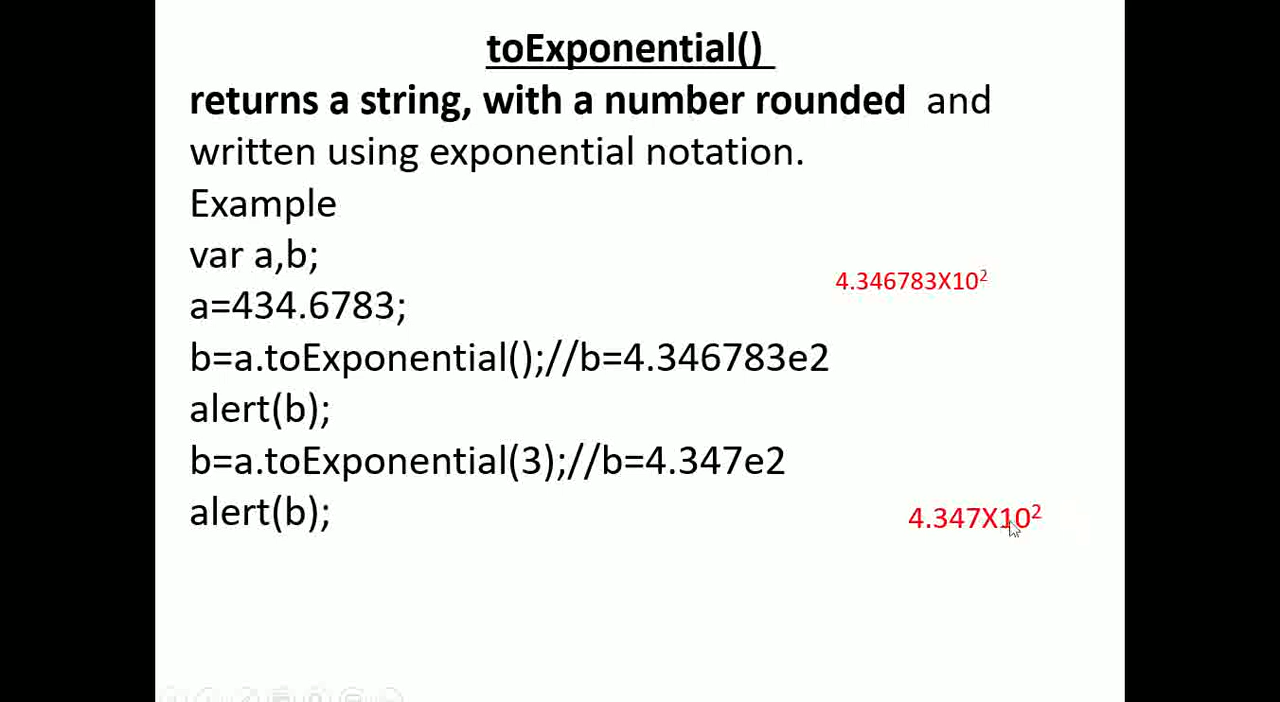 toExponential()
returns a string, with a number rounded and
written using exponential notation.
Example
var a,b;
4.346783X10²
a=434.6783;
b=a.toExponential();//b=4.346783e2
alert(b);
b=a.toExponential(3);//b=4.347e2
alert(b);
4.347X10²